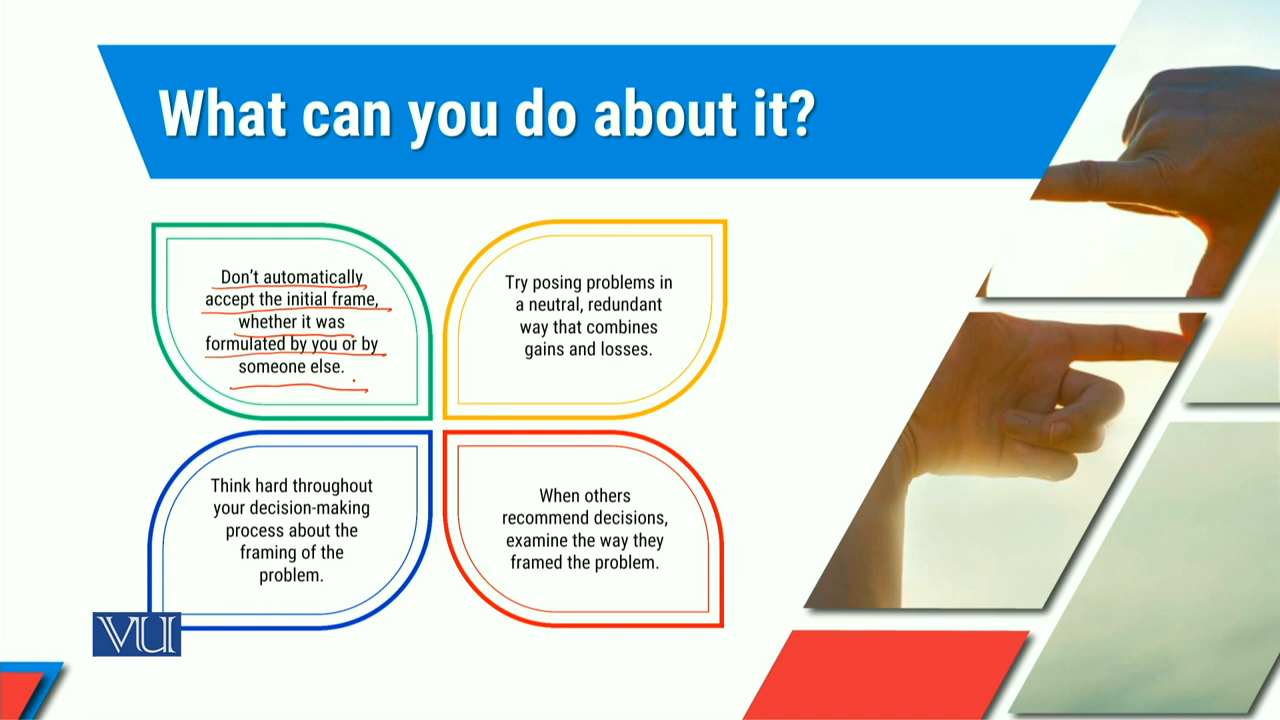 What can you do about it?
Don’t automatically
accept the initial frame,
whether it was
formulated by you or by
someone else.
Try posing problems in
a neutral, redundant
way that combines
gains and losses.
Think hard throughout
your decision-making
process about the
framing of the
problem.
When others
recommend decisions,
examine the way they
framed the problem.
VU